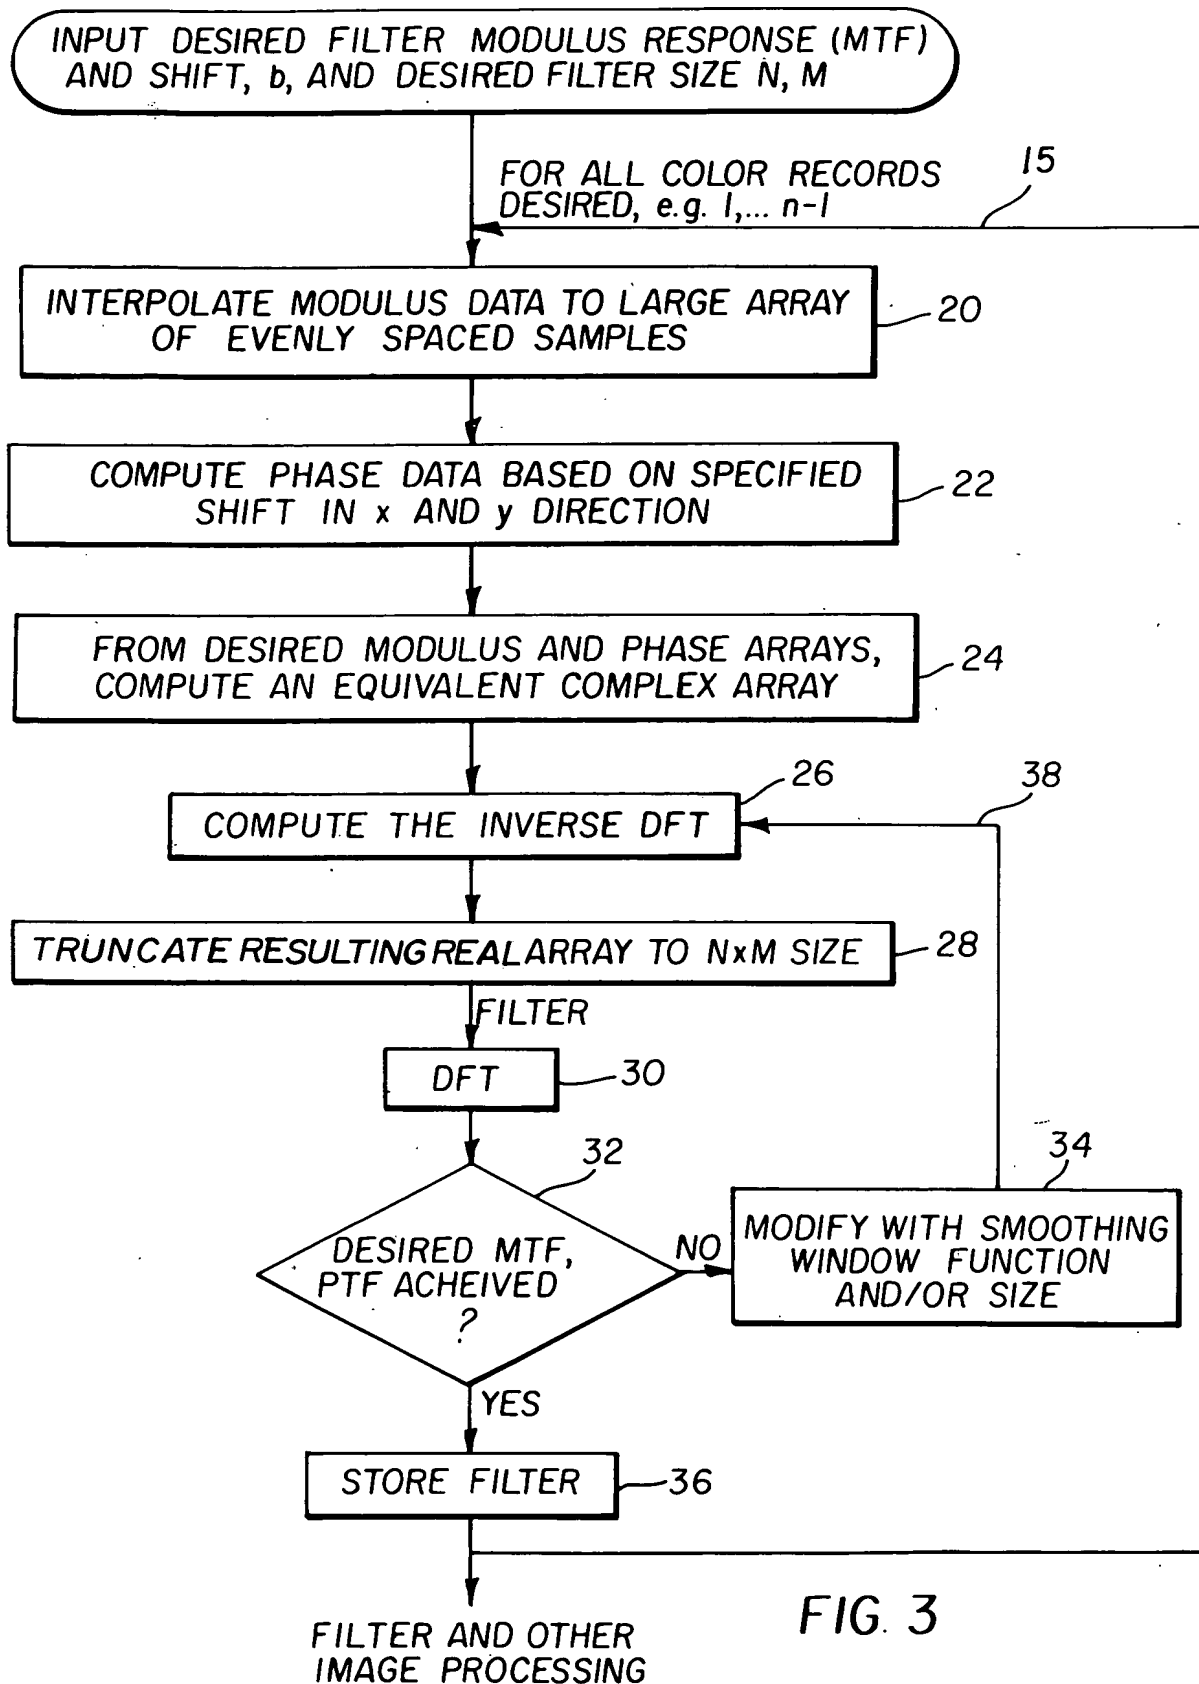 INPUT DESIRED FILTER MODULUS RESPONSE (MTF)
AND SHIFT, b, AND DESIRED FILTER SIZE N, M
FOR ALL COLOR RECORDS
DESIRED, e.g. 1,... n-1
15
INTERPOLATE MODULUS DATA TO LARGE ARRAY
OF EVENLY SPACED SAMPLES
20
COMPUTE PHASE DATA BASED ON SPECIFIED
SHIFT IN x AND y DIRECTION
22
FROM DESIRED MODULUS AND PHASE ARRAYS,
COMPUTE AN EQUIVALENT COMPLEX ARRAY
24
COMPUTE THE INVERSE DFT
26
38
TRUNCATE RESULTING REAL ARRAY TO NxM SIZE
28
FILTER
DFT
30
32
DESIRED MTF,
PTF ACHEIVED
?
NO
34
MODIFY WITH SMOOTHING
WINDOW FUNCTION
AND/OR SIZE
YES
STORE FILTER
36
FILTER AND OTHER
IMAGE PROCESSING
FIG. 3